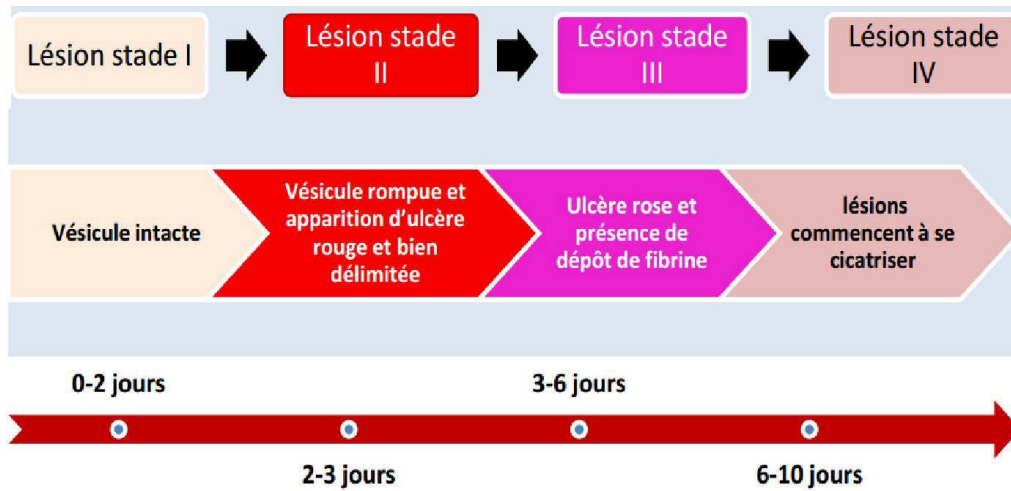 Lésion stade I
Lésion stade
II
Lésion stade
III
Lésion stade
IV
Vésicule intacte
Vésicule rompue et
apparition d'ulcère
rouge et bien
délimitée
Ulcère rose et
présence de
dépôt de fibrine
lésions
commencent à se
cicatriser
0-2 jours
3-6 jours
2-3 jours
6-10 jours